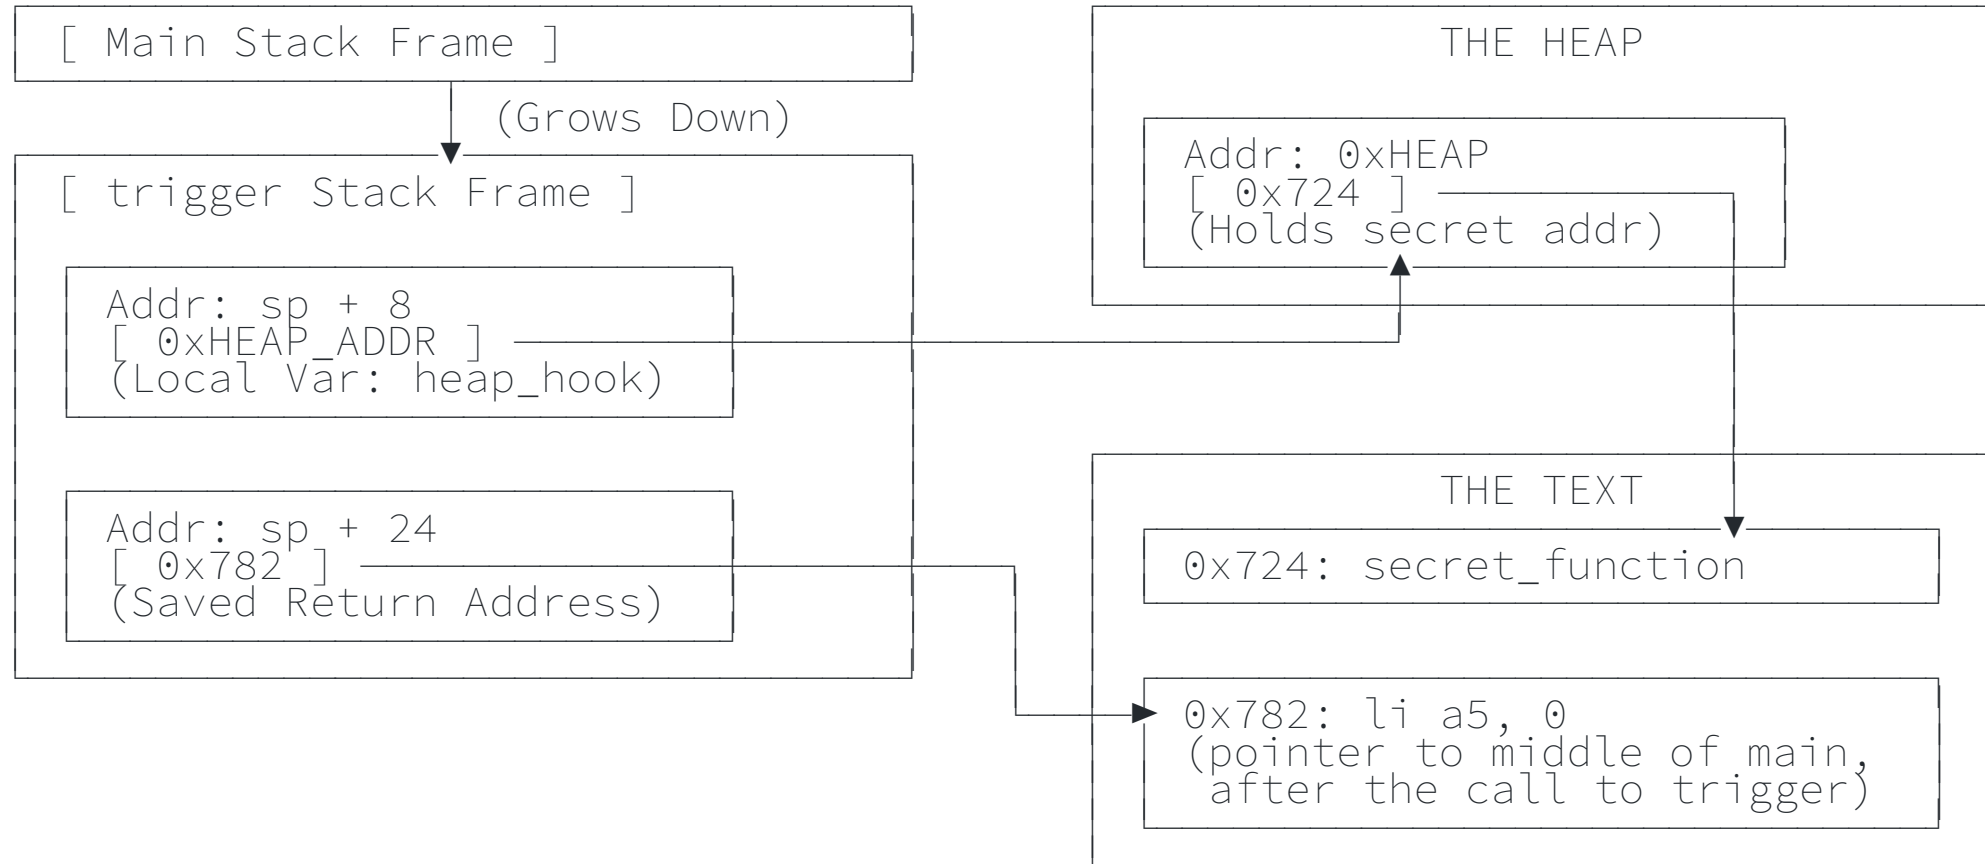 [ Main Stack Frame ]
(Grows Down)
[ trigger Stack Frame ]
Addr: sp + 8
[ 0xHEAP_ADDR ]
(Local Var: heap_hook)
Addr: sp + 24
[ 0x782 ]
(Saved Return Address)
THE HEAP
Addr: 0xHEAP
[ 0x724 ]
(Holds secret addr)
THE TEXT
0x724: secret_function
0x782: li a5, 0
(pointer to middle of main,
after the call to trigger)